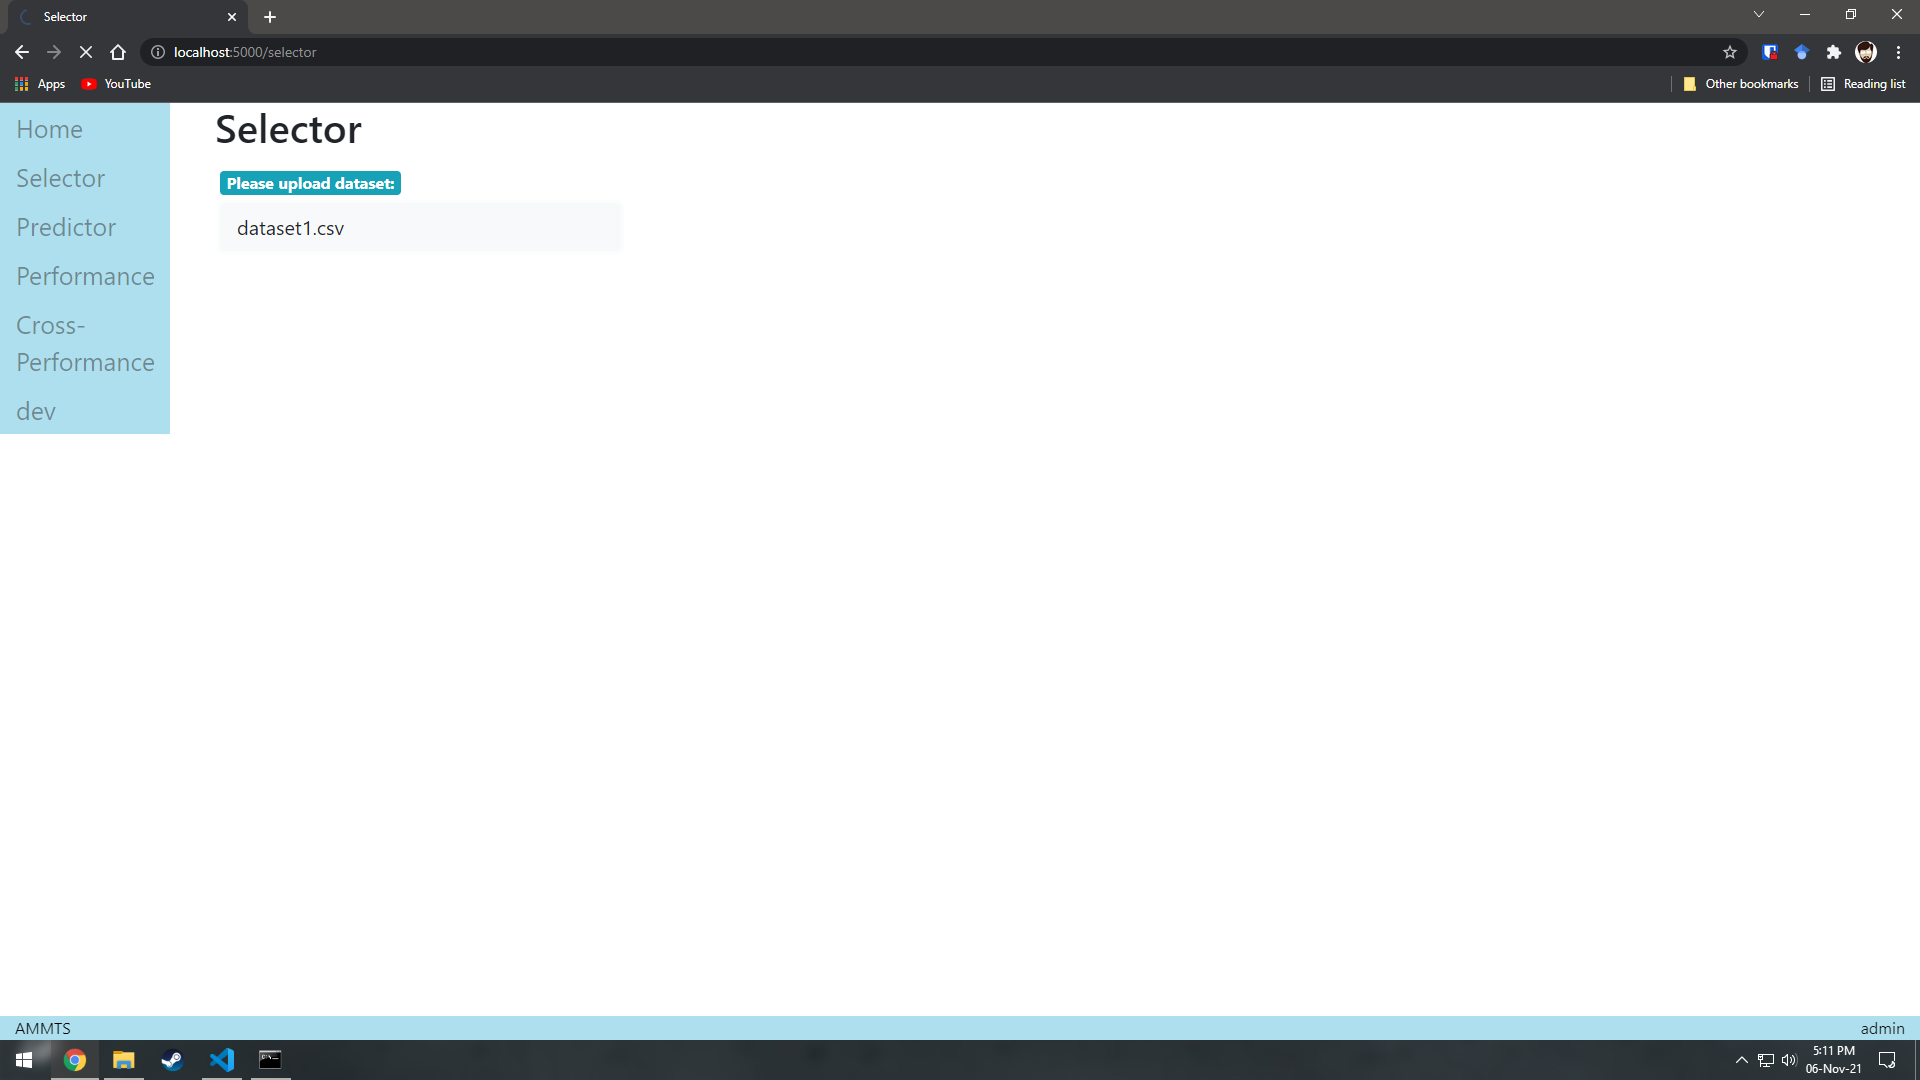 Selector
localhost:5000/selector
Apps
YouTube
Other bookmarks
Reading list
Home
Selector
Predictor
Performance
Cross-
Performance
dev
Selector
Please upload dataset:
dataset1.csv
AMMTS
admin
5:11 PM
06-Nov-21